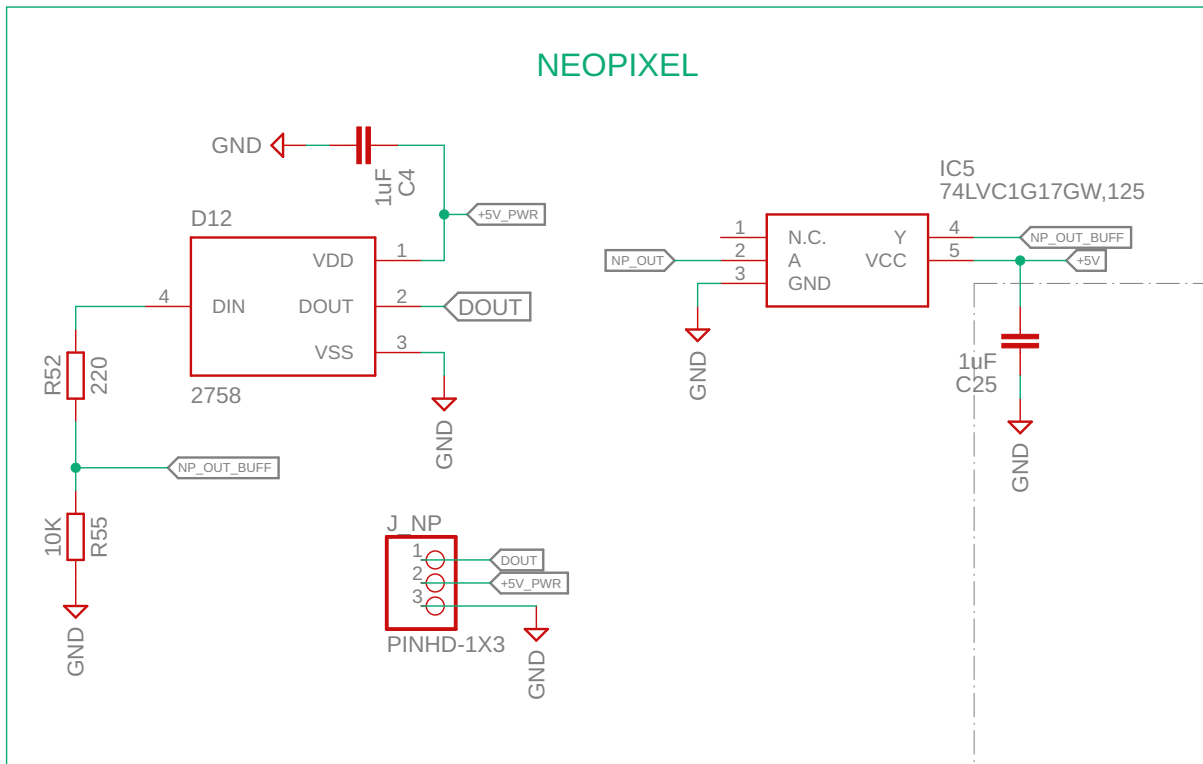 NEOPIXEL
GND
1uF
C4
+5V_PWR
D12
VDD
1
4
DIN
DOUT
2
DOUT
VSS
3
2758
GND
R52
220
NP_OUT_BUFF
10K
R55
GND
J_NP
1
DOUT
2
+5V_PWR
3
PINHD-1X3
GND
IC5
74LVC1G17GW,125
1
N.C.
Y
4
NP_OUT_BUFF
NP_OUT
2
A
VCC
5
+5V
3
GND
GND
1uF
C25
GND